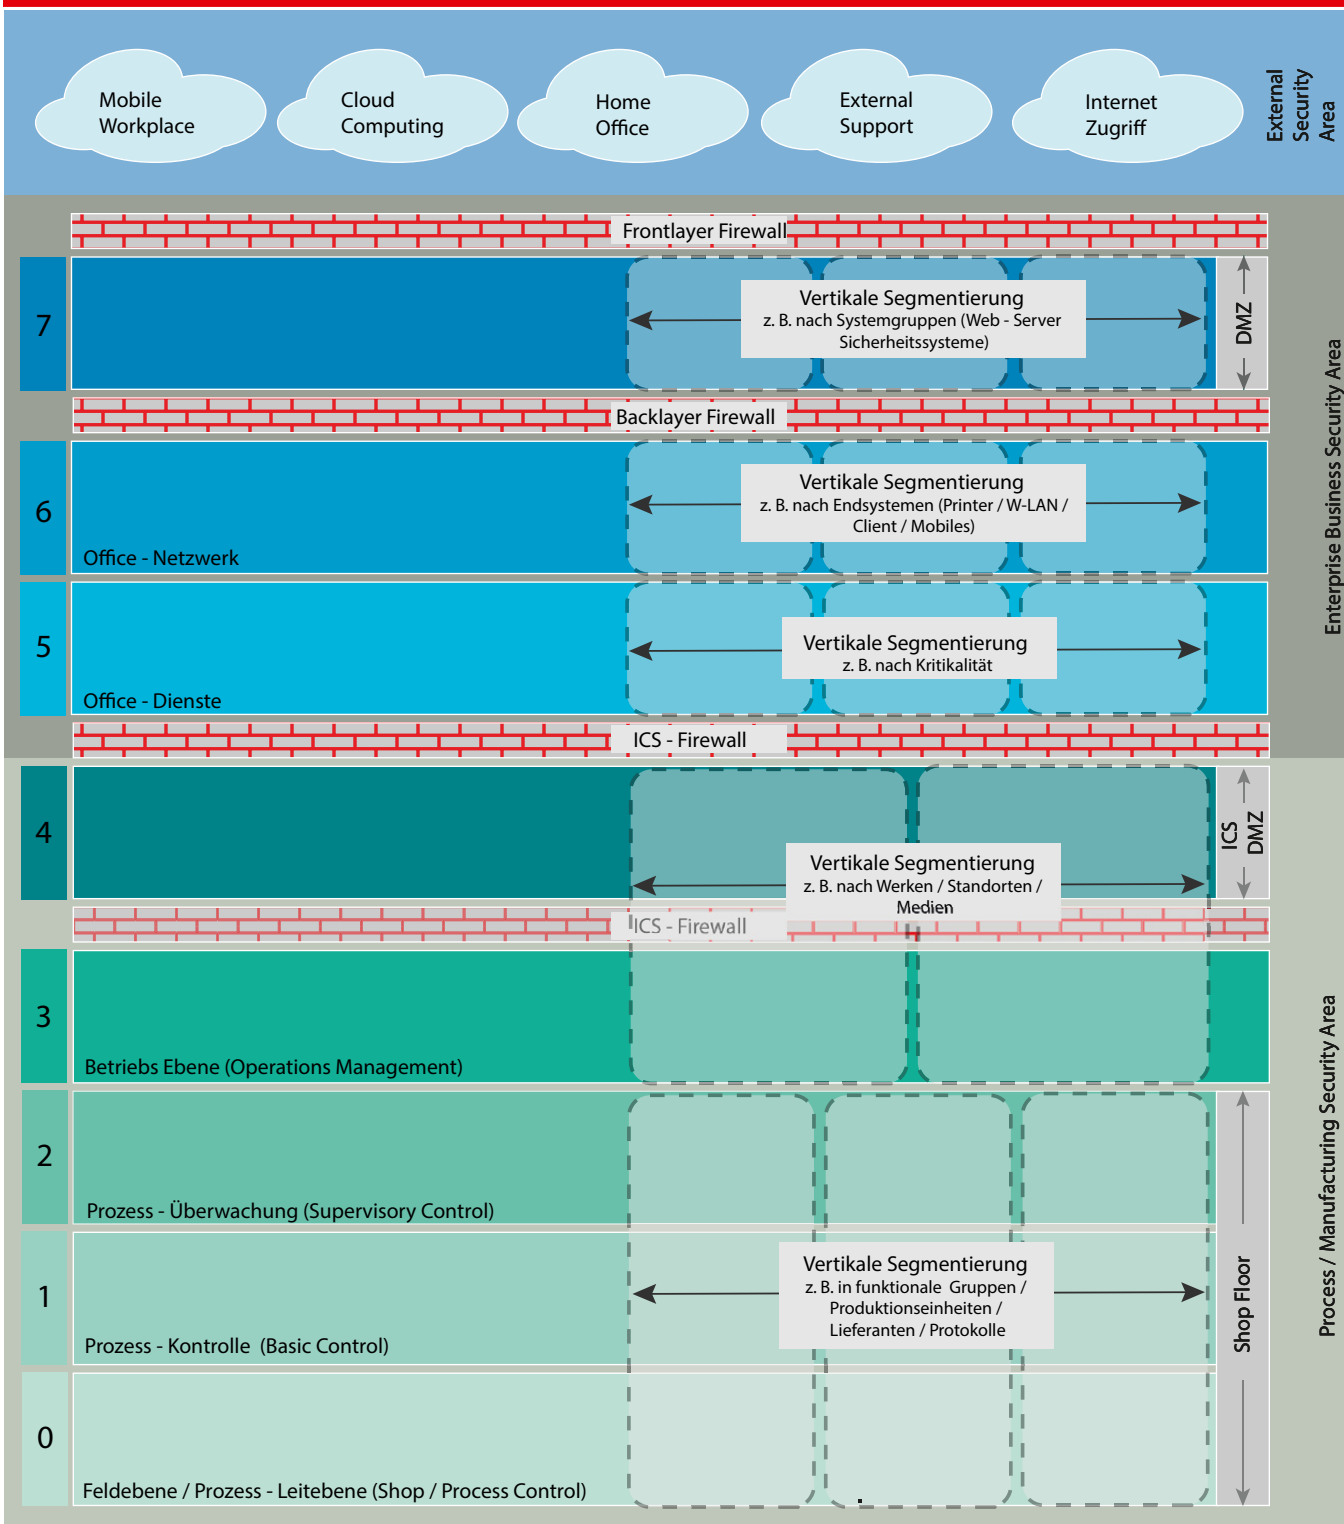 Mobile
Workplace
Cloud
Computing
Home
Office
External
Support
Internet
Zugriff
External
Security
Area
Frontlayer Firewall
7
Vertikale Segmentierung
z. B. nach Systemgruppen (Web - Server
Sicherheitssysteme)
DMZ
Backlayer Firewall
6
Vertikale Segmentierung
z. B. nach Endsystemen (Printer / W-LAN /
Client / Mobiles)
Office - Netzwerk
5
Vertikale Segmentierung
z. B. nach Kritikalität
Office - Dienste
Enterprise Business Security Area
ICS - Firewall
4
Vertikale Segmentierung
z. B. nach Werken / Standorten /
Medien
ICS
DMZ
ICS - Firewall
3
Betriebs Ebene (Operations Management)
2
Prozess - Überwachung (Supervisory Control)
1
Vertikale Segmentierung
z. B. in funktionale Gruppen /
Produktionseinheiten /
Lieferanten / Protokolle
Prozess - Kontrolle (Basic Control)
Shop Floor
0
Feldebene / Prozess - Leitebene (Shop / Process Control)
Process / Manufacturing Security Area